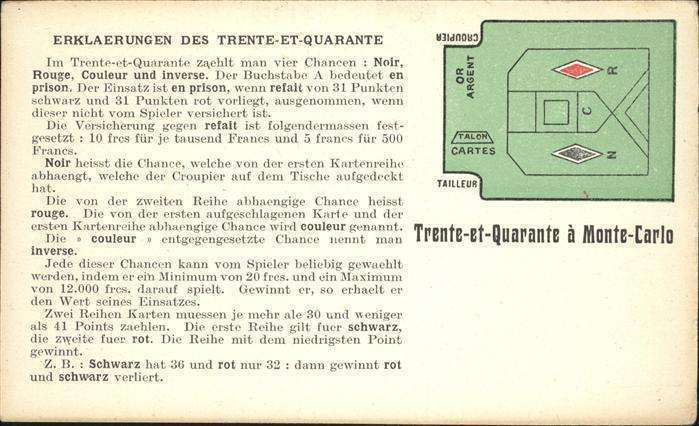 ERKLAERUNGEN DES TRENTE-ET-QUARANTE
Im Trente-et-Quarante zaehlt man vier Chancen : Noir,
Rouge, Couleur und inverse. Der Buchstabe A bedeutet en
prison. Der Einsatz ist en prison, wenn refait von 31 Punkten
schwarz und 31 Punkten rot vorliegt, ausgenommen, wenn
dieser nicht vom Spieler versichert ist.
Die Versicherung gegen refait ist folgendermassen fest-
gesetzt : 10 frcs für je tausend Francs und 5 francs für 500
Francs.
Noir heisst die Chance, welche von der ersten Kartenreihe
abhaengt, welche der Croupier auf dem Tische aufgedeckt
hat.
Die von der zweiten Reihe abhaengige Chance heisst
rouge. Die von der ersten aufgeschlagenen Karte und der
ersten Kartenreihe abhaengige Chance wird couleur genannt.
Die » couleur » entgegengesetzte Chance nennt man
inverse.
Jede dieser Chancen kann vom Spieler beliebig gewaehlt
werden, indem er ein Minimum von 20 frcs. und ein Maximum
von 12.000 frcs. darauf spielt. Gewinnt er, so erhaelt er
den Wert seines Einsatzes.
Zwei Reihen Karten muessen je mehr ale 30 und weniger
als 41 Points zaehlen. Die erste Reihe gilt fuer schwarz,
die zweite fuer rot. Die Reihe mit dem niedrigsten Point
gewinnt.
Z. B. : Schwarz hat 36 und rot nur 32 : dann gewinnt rot
und schwarz verliert.
CROUPIER
OR
ARGENT
R
C
N
TALON
CARTES
TAILLEUR
Trente-et-Quarante à Monte-Carlo